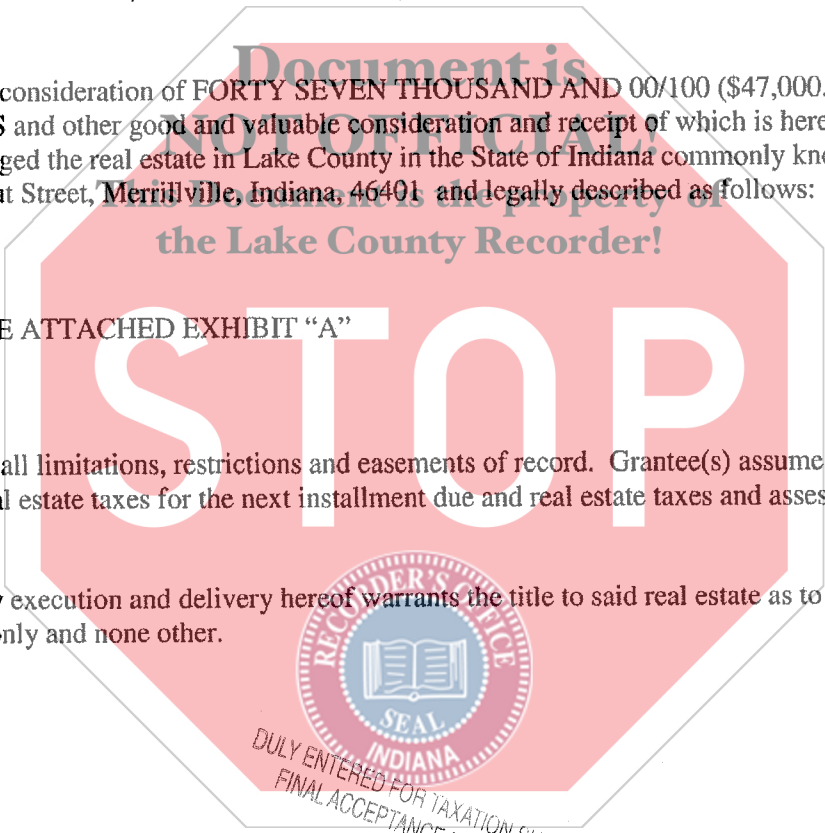 Document is
consideration of FORTY SEVEN THOUSAND AND 00/100 ($47,000.
S and other good and valuable consideration and receipt of which is here
NOT OFFICIAL!
ged the real estate in Lake County in the State of Indiana commonly kn
This Document is the property of
Street, Merrillville, Indiana, 46401 and legally described as follows:
the Lake County Recorder!
E ATTACHED EXHIBIT “A”
STOP
all limitations, restrictions and easements of record. Grantee(s) assume
l estate taxes for the next installment due and real estate taxes and asses
execution and delivery hereof warrants the title to said real estate as to
nly and none other.
RECORDER'S OFFICE
SEAL
INDIANA
DULY ENTERED FOR TAXATION
FINAL ACCEPTANCE